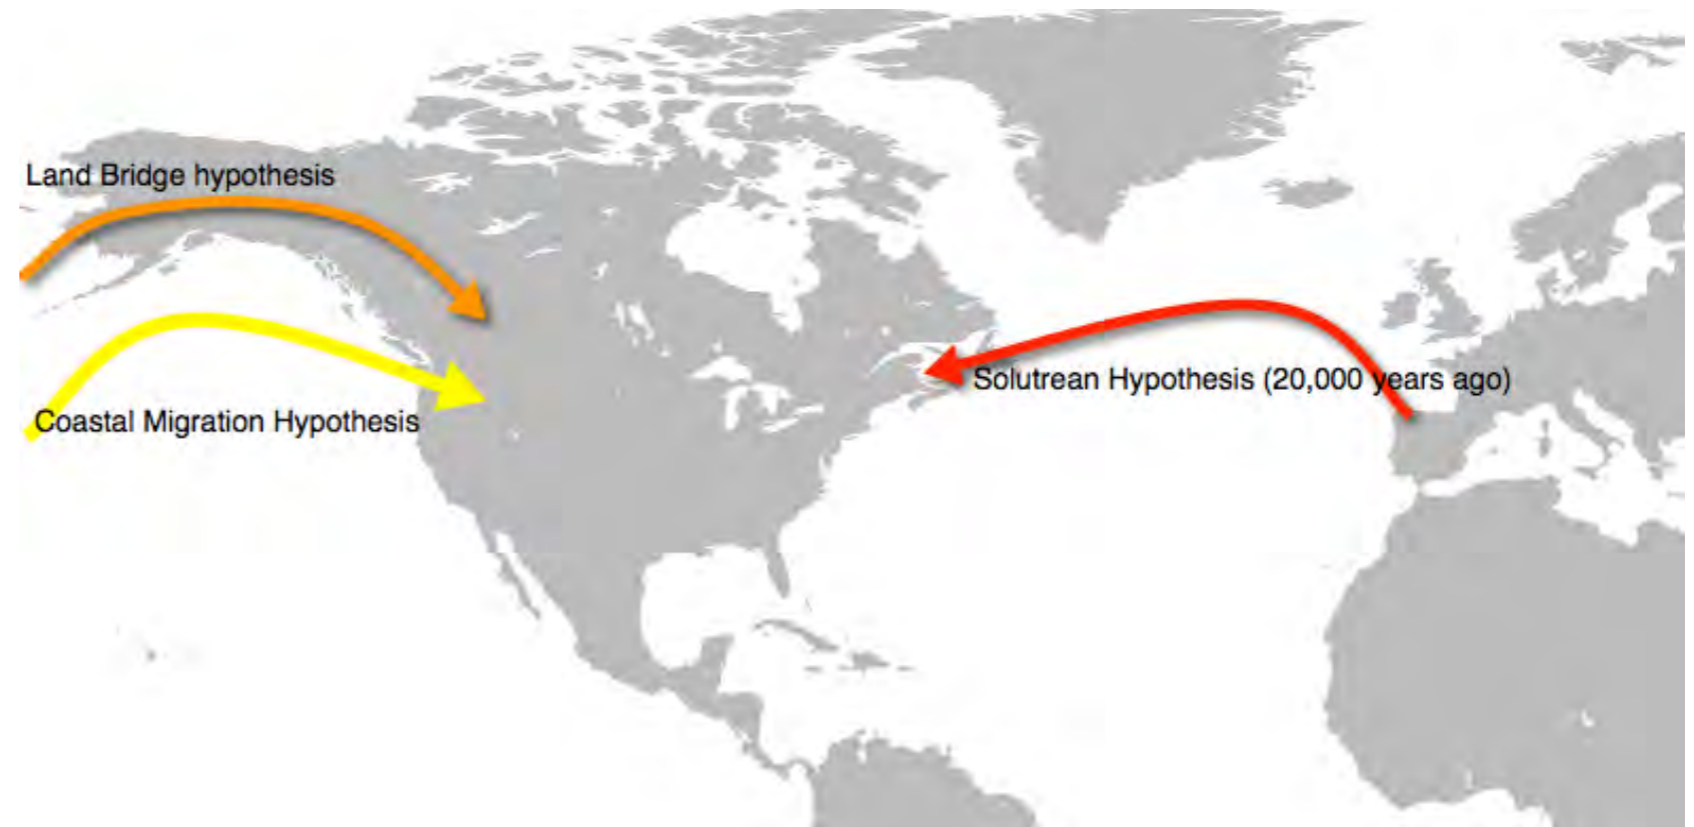 Land Bridge hypothesis
Solutrean Hypothesis (20,000 years ago)
Coastal Migration Hypothesis